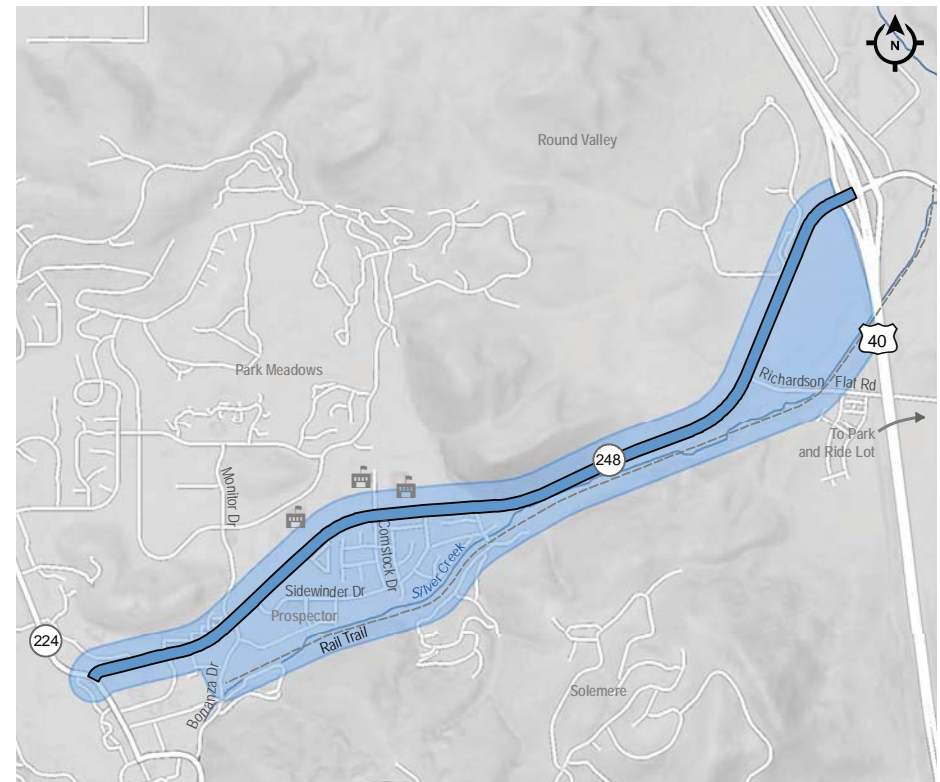 N
Round Valley
40
Park Meadows
Richardson Flat Rd
To Park
and Ride Lot
248
Monitor Dr
Comstock Dr
Silver Creek
Sidewinder Dr
Prospector
224
Rail Trail
Bonanza Dr
Solemere